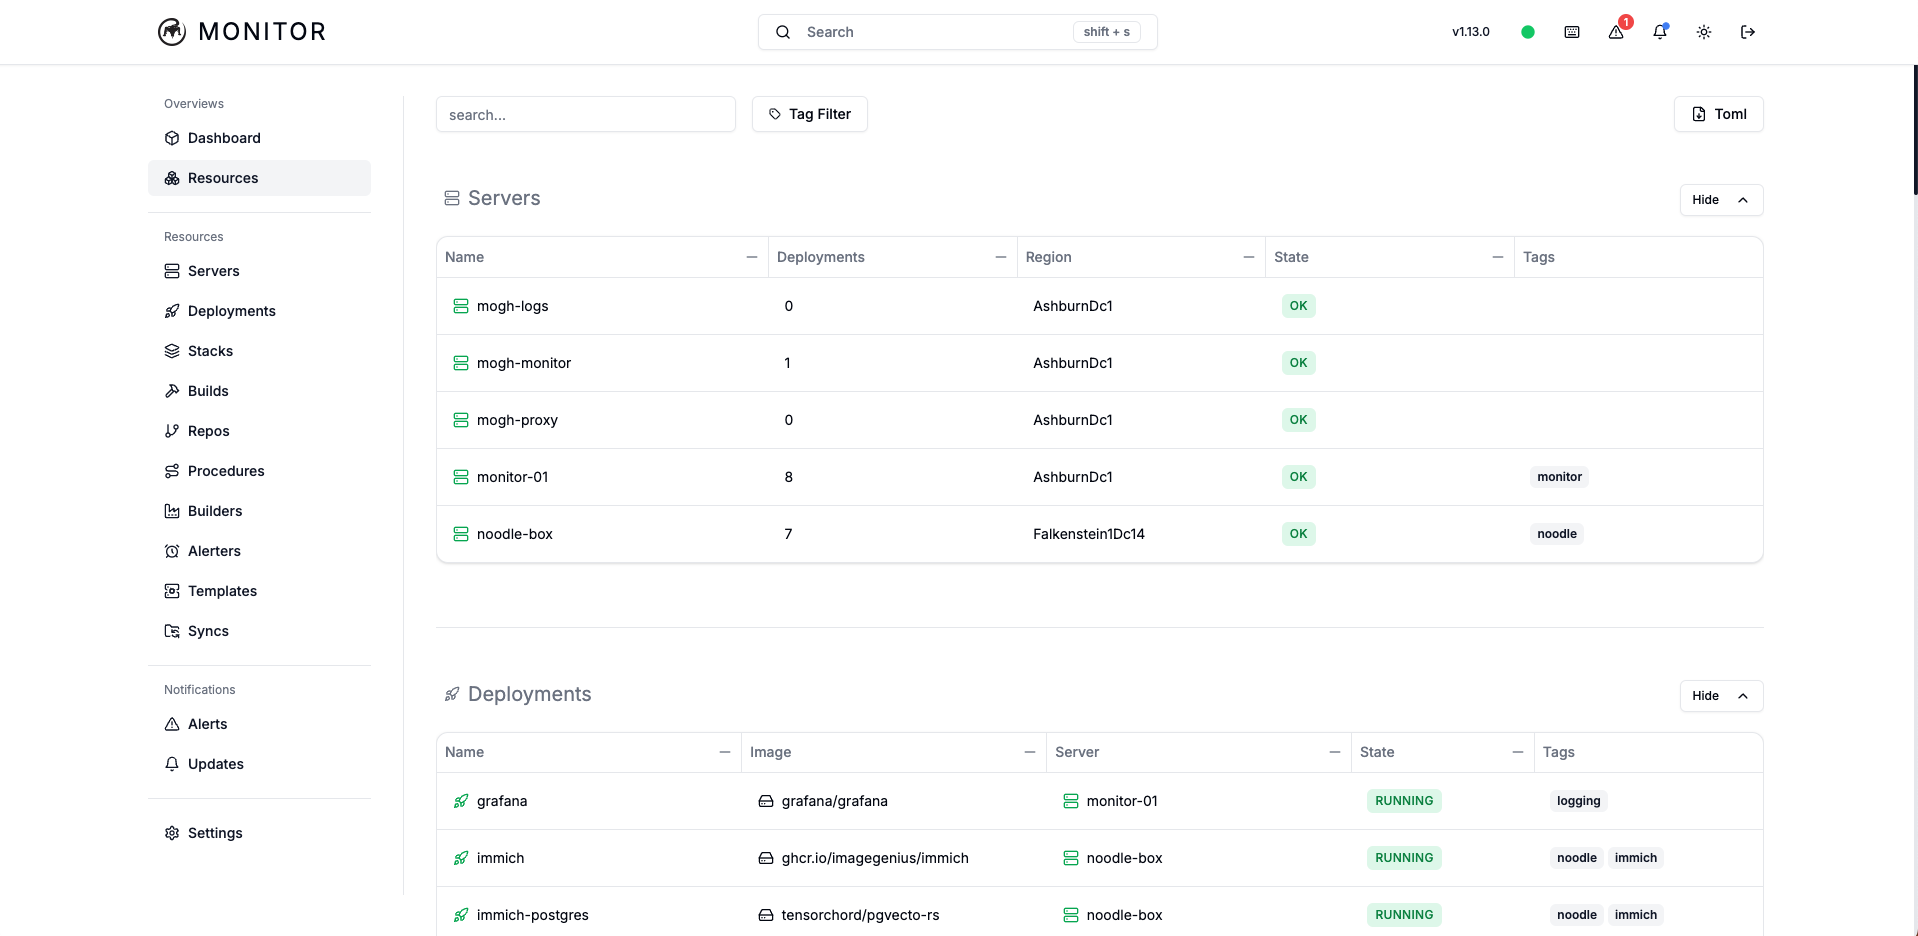 MONITOR
Search shift + s
v1.13.0
1
Overviews
Dashboard
Resources
Resources
Servers
Deployments
Stacks
Builds
Repos
Procedures
Builders
Alerters
Templates
Syncs
Notifications
Alerts
Updates
Settings
search...
Tag Filter
Toml
Servers
Hide
Name Deployments Region State Tags
mogh-logs 0 AshburnDc1 OK
mogh-monitor 1 AshburnDc1 OK
mogh-proxy 0 AshburnDc1 OK
monitor-01 8 AshburnDc1 OK monitor
noodle-box 7 Falkenstein1Dc14 OK noodle
Deployments
Hide
Name Image Server State Tags
grafana grafana/grafana monitor-01 RUNNING logging
immich ghcr.io/imagegenius/immich noodle-box RUNNING noodle immich
immich-postgres tensorchord/pgvecto-rs noodle-box RUNNING noodle immich